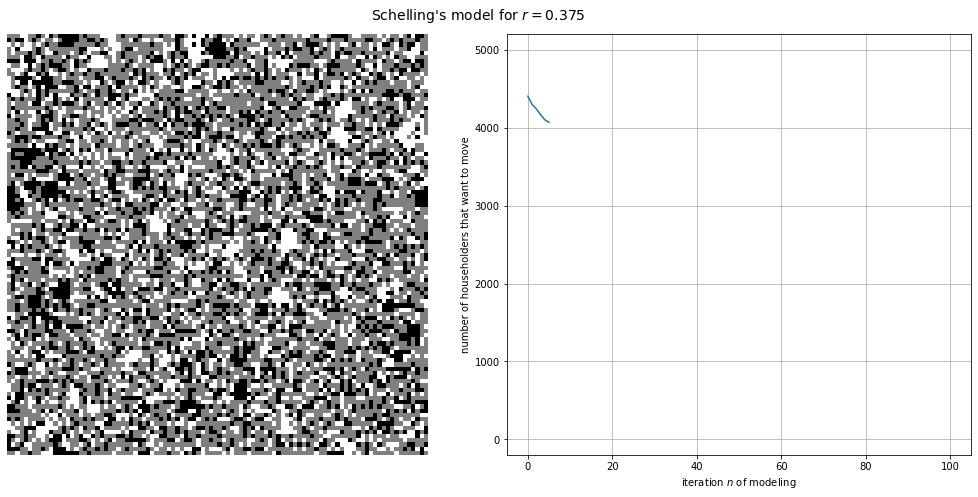 Schelling's model for r = 0.375
number of householders that want to move
5000
4000
3000
2000
1000
0
0 20 40 60 80 100
iteration n of modeling